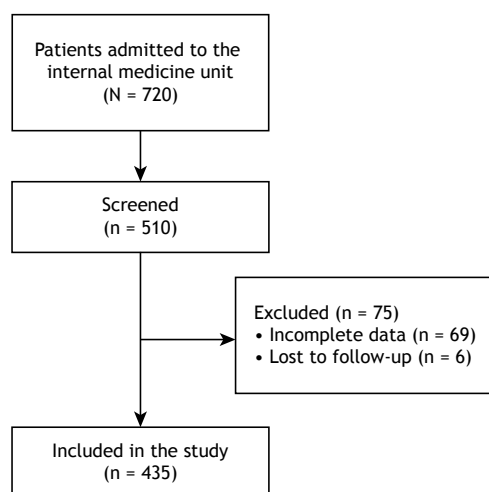 Patients admitted to the
internal medicine unit
(N = 720)
Screened
(n = 510)
Excluded (n = 75)
• Incomplete data (n = 69)
• Lost to follow-up (n = 6)
Included in the study
(n = 435)